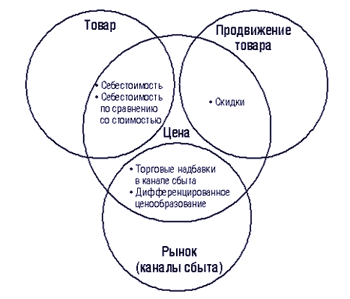 Товар
Продвижение
товара
• Себестоимость
• Себестоимость
по сравнению
со стоимостью
• Скидки
Цена
• Торговые надбавки
в канале сбыта
• Дифференцированное
ценообразование
Рынок
(каналы сбыта)